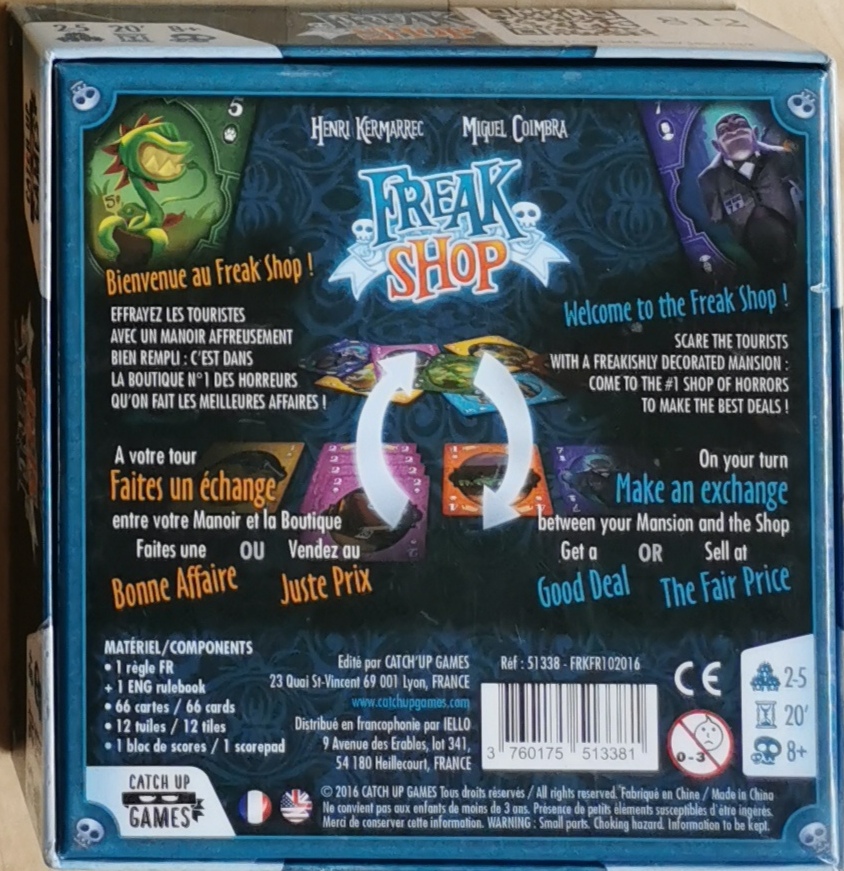 2-5 20' 8+
FREAK SHOP
812
5
HENRI KERMARREC MIGUEL COIMBRA
7
FREAK
SHOP
Bienvenue au Freak Shop !
EFFRAYEZ LES TOURISTES
AVEC UN MANOIR AFFREUSEMENT
BIEN REMPLI : C'EST DANS
LA BOUTIQUE N°1 DES HORREURS
QU'ON FAIT LES MEILLEURES AFFAIRES !
Welcome to the Freak Shop !
SCARE THE TOURISTS
WITH A FREAKISHLY DECORATED MANSION :
COME TO THE #1 SHOP OF HORRORS
TO MAKE THE BEST DEALS !
A votre tour
Faites un échange
entre votre Manoir et la Boutique
Faites une OU Vendez au
Bonne Affaire Juste Prix
On your turn
Make an exchange
between your Mansion and the Shop
Get a OR Sell at
Good Deal The Fair Price
MATÉRIEL/COMPONENTS
• 1 règle FR
+ 1 ENG rulebook
• 66 cartes / 66 cards
• 12 tuiles / 12 tiles
• 1 bloc de scores / 1 scorepad
Edité par CATCH'UP GAMES
23 Quai St-Vincent 69 001 Lyon, FRANCE
www.catchupgames.com
Distribué en francophonie par IELLO
9 Avenue des Erables, lot 341,
54 180 Heillecourt, FRANCE
Réf : 51338 - FRKFR102016
3 760175 513381
CE
0-3
2-5
20'
8+
CATCH UP
GAMES
© 2016 CATCH UP GAMES Tous droits réservés / All rights reserved. Fabriqué en Chine / Made in China
Ne convient pas aux enfants de moins de 3 ans. Présence de petits élements susceptibles d'être ingérés.
Merci de conserver cette information. WARNING : Small parts. Choking hazard. Information to be kept.